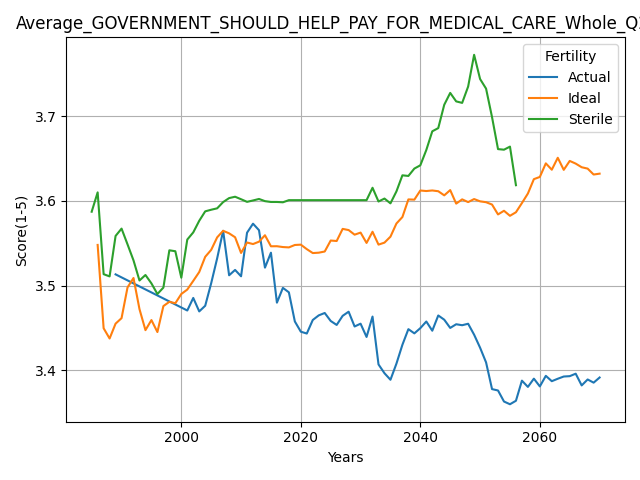 Average_GOVERNMENT_SHOULD_HELP_PAY_FOR_MEDICAL_CARE_Whole_Q
Fertility
Actual
Ideal
Sterile
Score(1-5)
3.7
3.6
3.5
3.4
2000
2020
2040
2060
Years